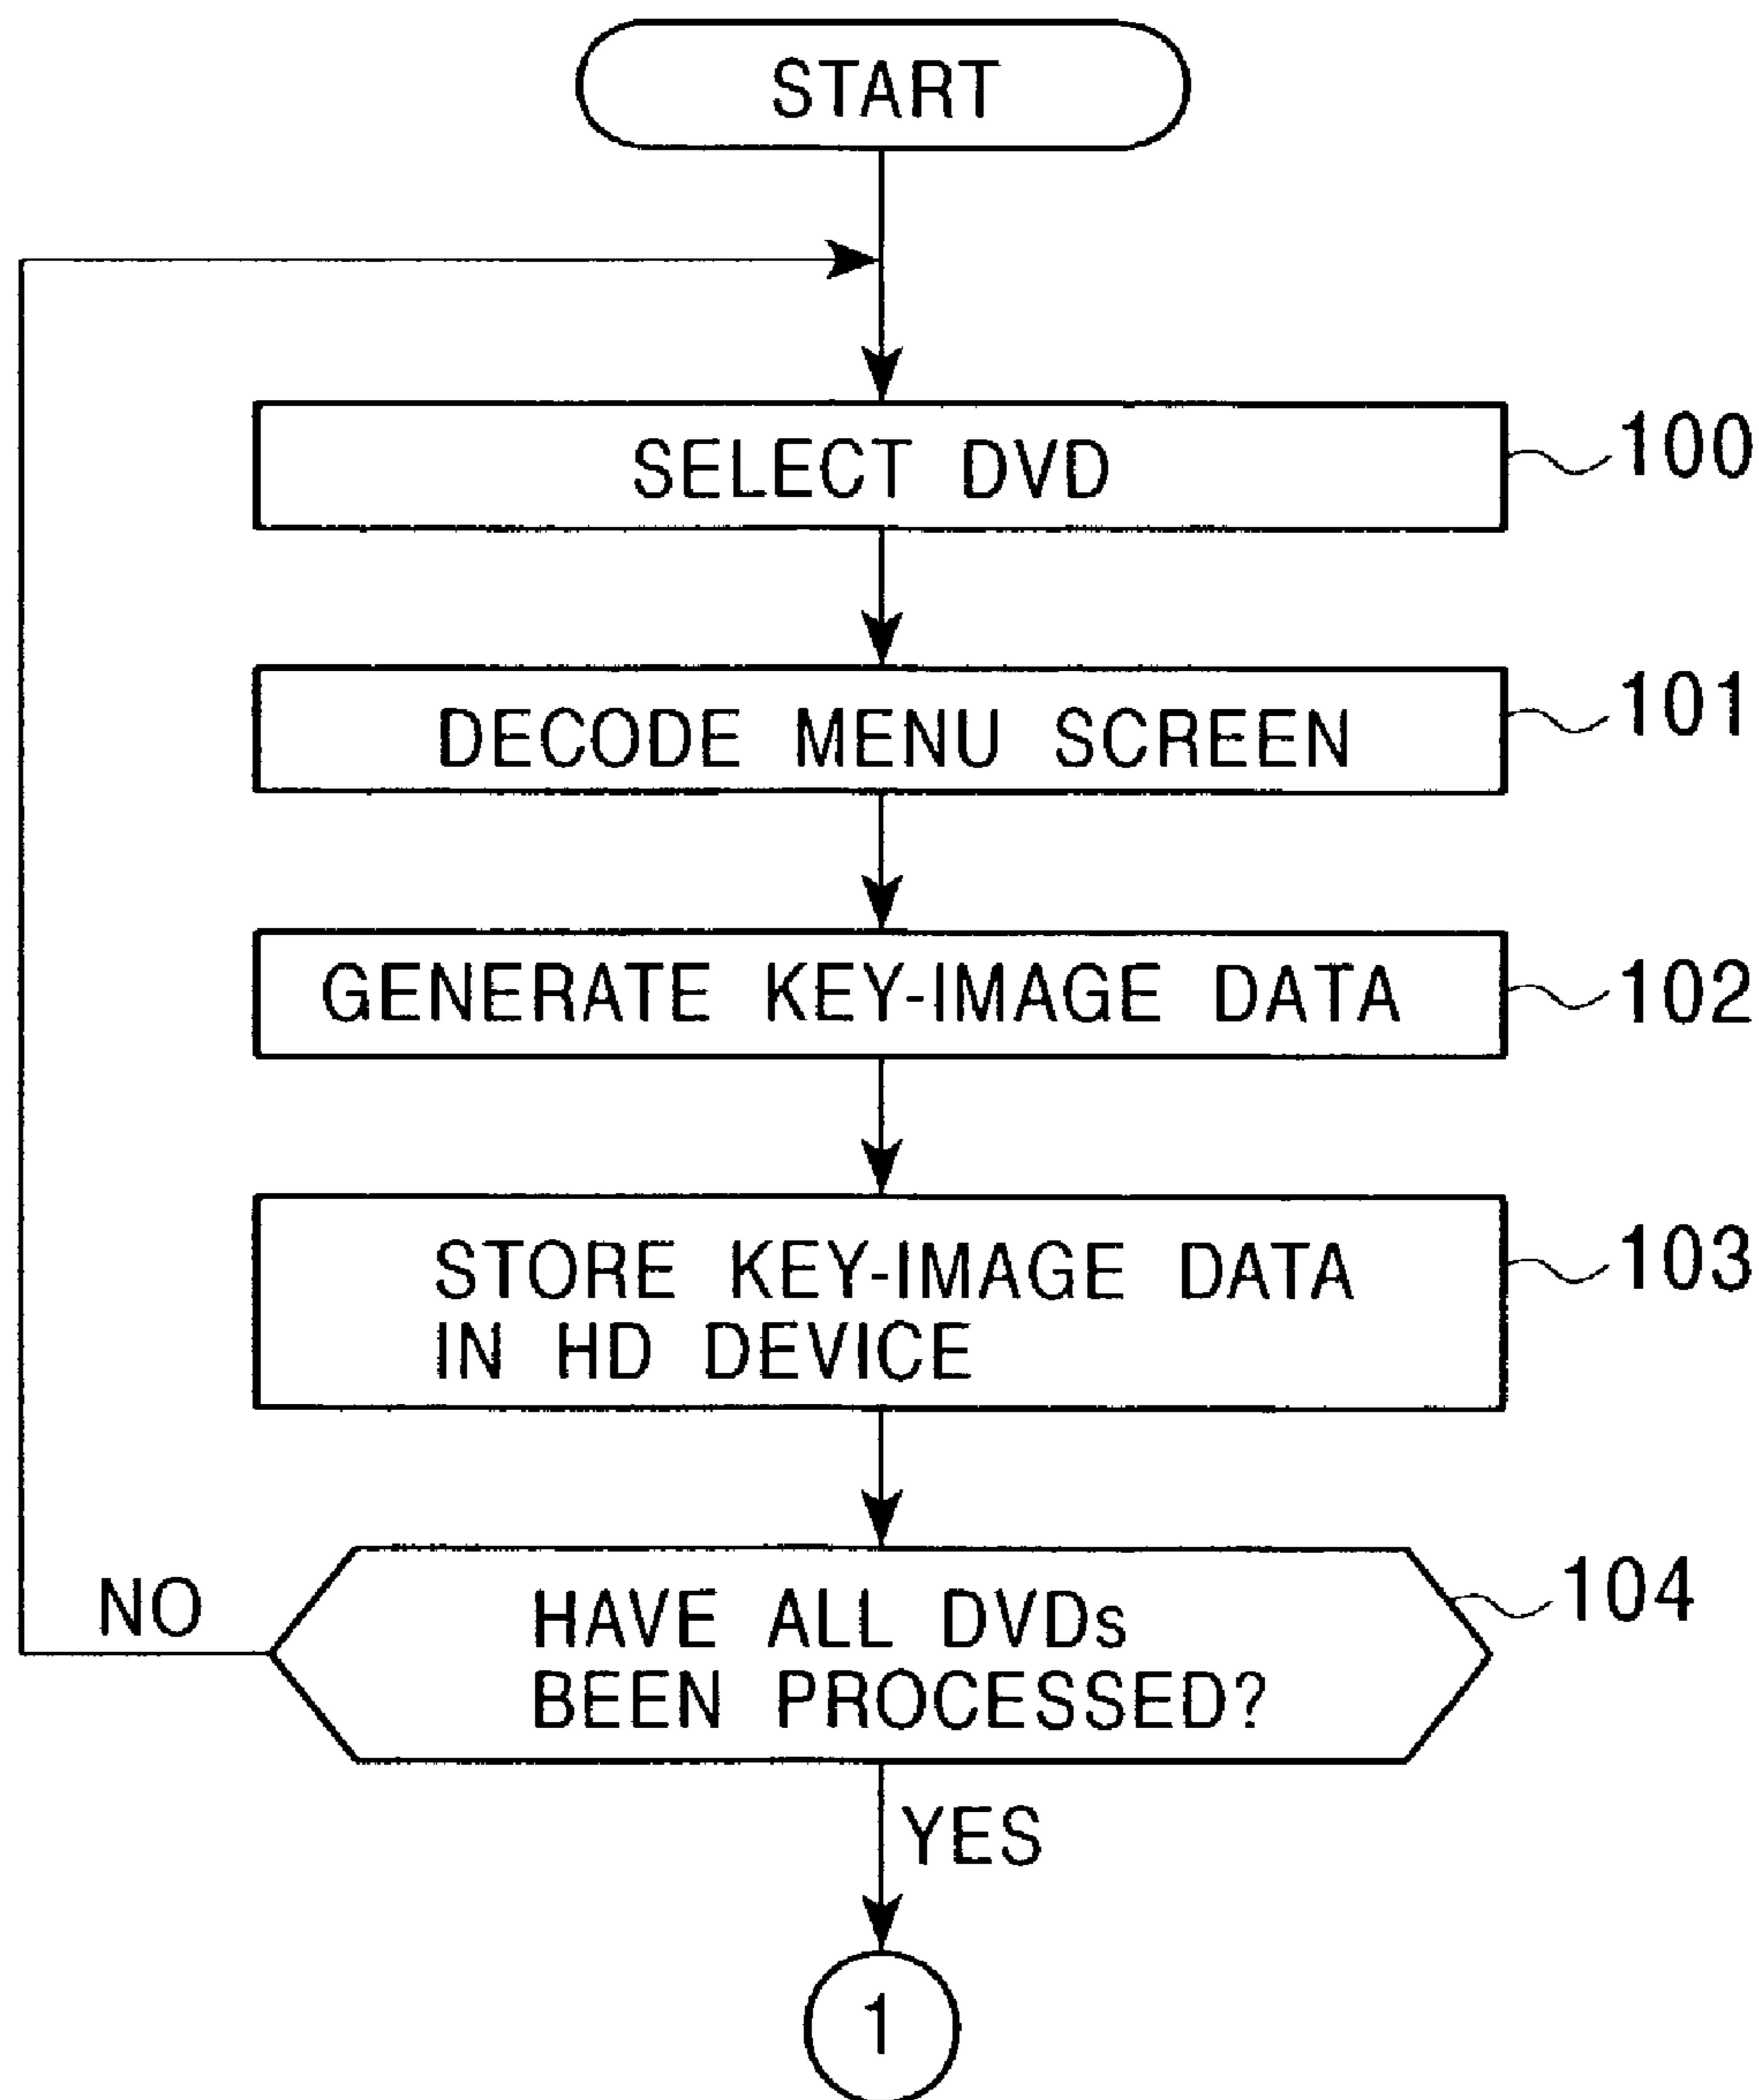 START
SELECT DVD
100
DECODE MENU SCREEN
101
GENERATE KEY-IMAGE DATA
102
STORE KEY-IMAGE DATA
IN HD DEVICE
103
HAVE ALL DVDs
BEEN PROCESSED?
104
NO
YES
1